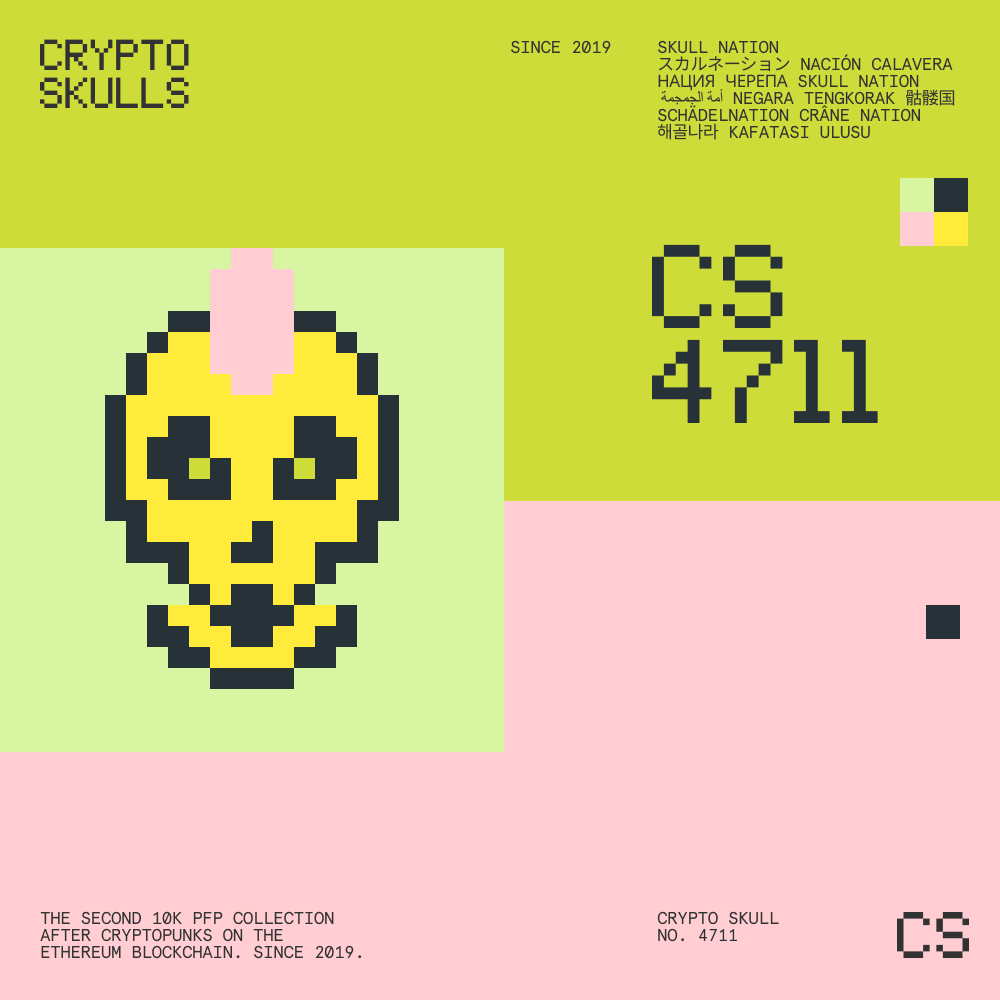 CRYPTO
SKULLS
SINCE 2019
SKULL NATION
スカルネーション NACIÓN CALAVERA
НАЦИЯ ЧЕРЕПА SKULL NATION
أمة الجمجمة NEGARA TENGKORAK 骷髅国
SCHÄDELNATION CRÂNE NATION
해골나라 KAFATASI ULUSU
CS
4711
THE SECOND 10K PFP COLLECTION
AFTER CRYPTOPUNKS ON THE
ETHEREUM BLOCKCHAIN. SINCE 2019.
CRYPTO SKULL
NO. 4711
CS